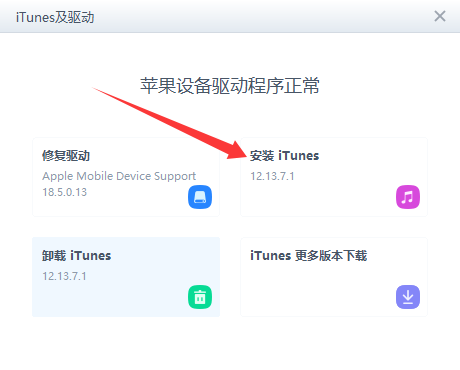 iTunes及驱动
苹果设备驱动程序正常
修复驱动
Apple Mobile Device Support
18.5.0.13
安装 iTunes
12.13.7.1
卸载 iTunes
12.13.7.1
iTunes 更多版本下载